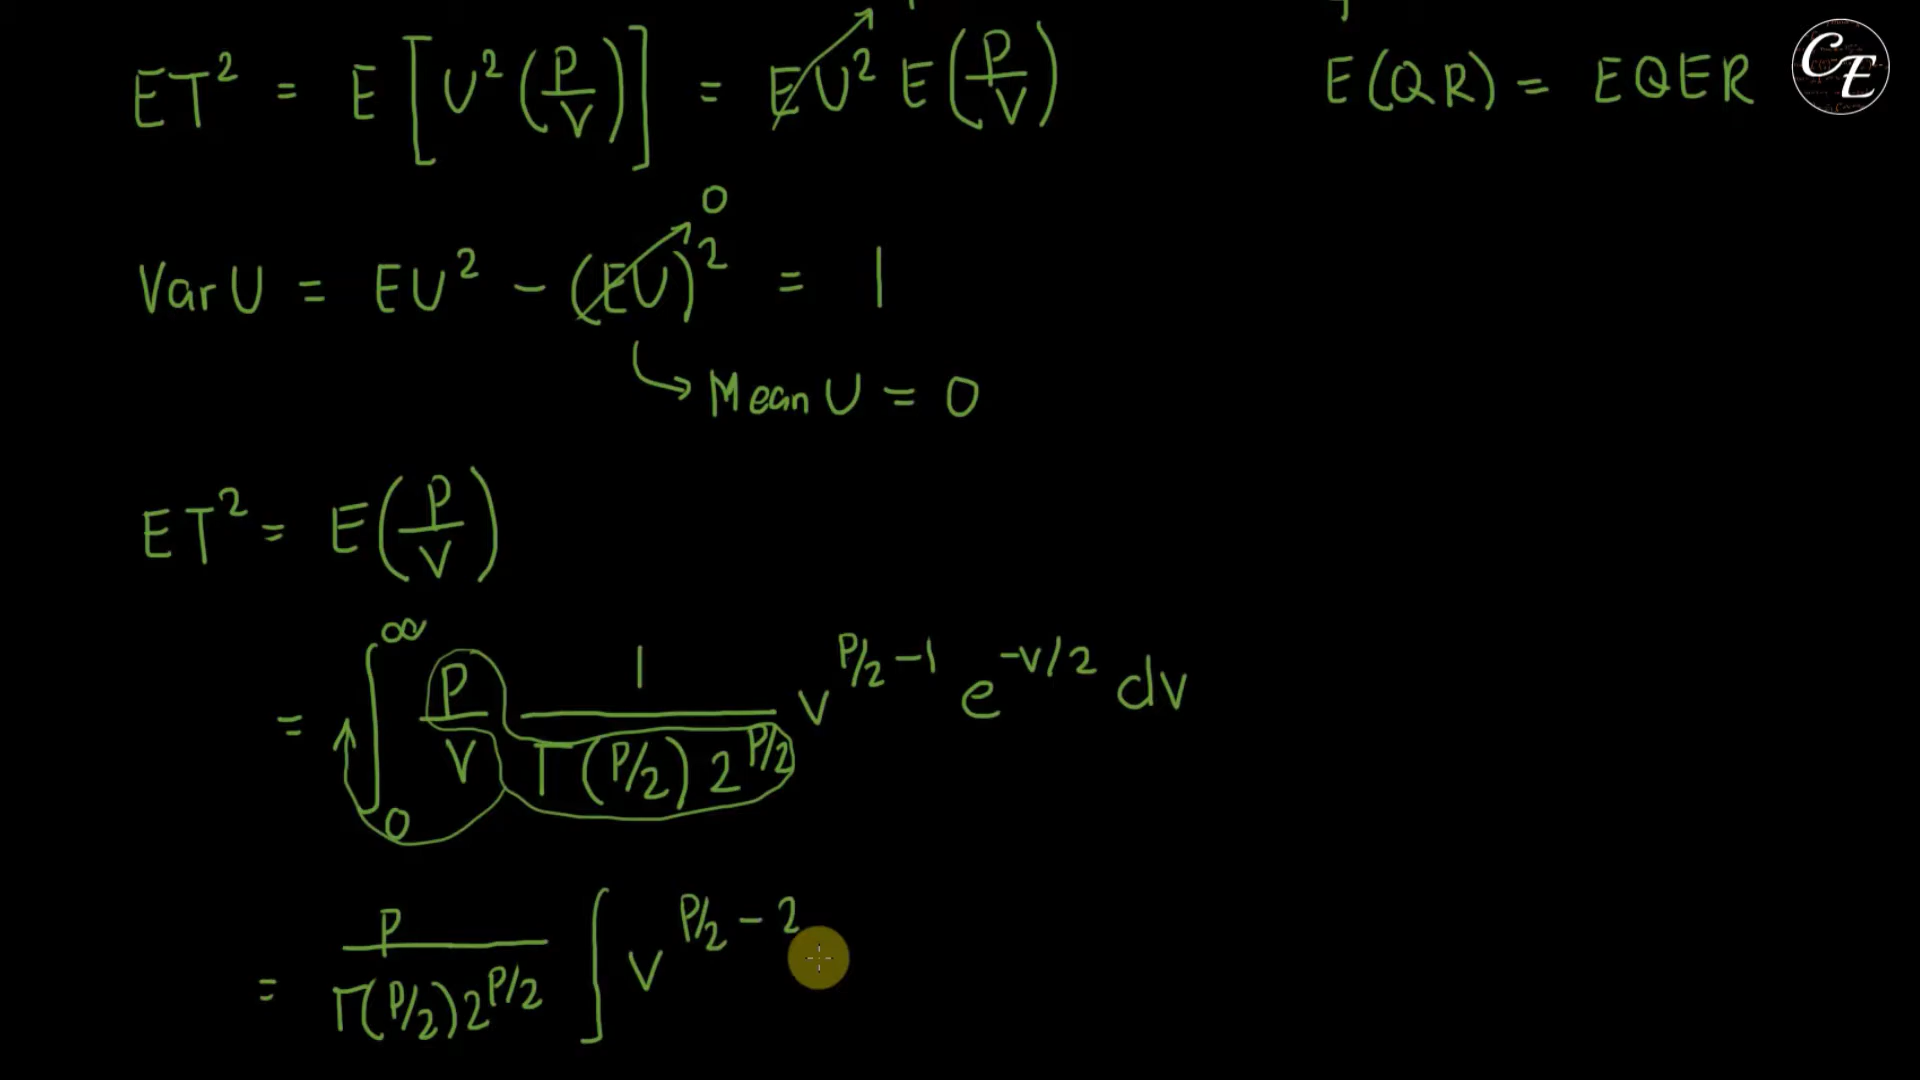 ET² = E[U²(P/V)] = EU² E(P/V)
E(QR) = EQER
CE
0
Var U = EU² - (EU)² = 1
Mean U = 0
ET² = E(P/V)
= ∫₀^∞ P/V 1/(Γ(P/2) 2^(P/2)) v^(P/2-1) e^(-v/2) dv
= P/(Γ(P/2) 2^(P/2)) ∫ v^(P/2-2)